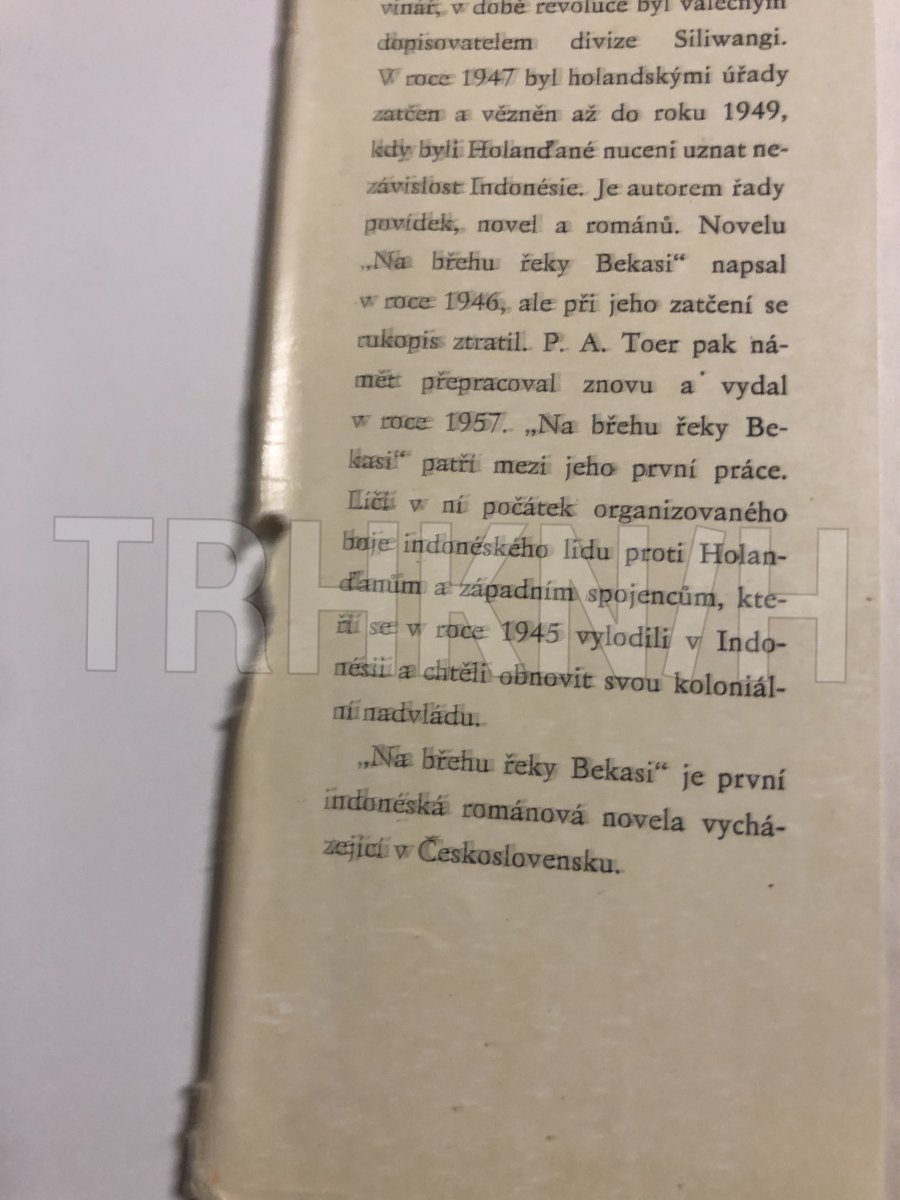 vinář, v době revoluce byl válečným
dopisovatelem divize Siliwangi.
V roce 1947 byl holandskými úřady
zatčen a vězněn až do roku 1949,
kdy byli Holanďané nuceni uznat ne-
závislost Indonésie. Je autorem řady
povídek, novel a románů. Novelu
„Na břehu řeky Bekasi“ napsal
v roce 1946, ale při jeho zatčení se
rukopis ztratil. P. A. Toer pak ná-
mět přepracoval znovu a vydal
v roce 1957. „Na břehu řeky Be-
kasi“ patří mezi jeho první práce.
Líčí v ní počátek organizovaného
boje indonéského lidu proti Holan-
ďanům a západním spojencům, kte-
ří se v roce 1945 vylodili v Indo-
nésii a chtěli obnovit svou koloniál-
ní nadvládu.
„Na břehu řeky Bekasi“ je první
indonéská románová novela vychá-
zející v Československu.
TRHKNIH